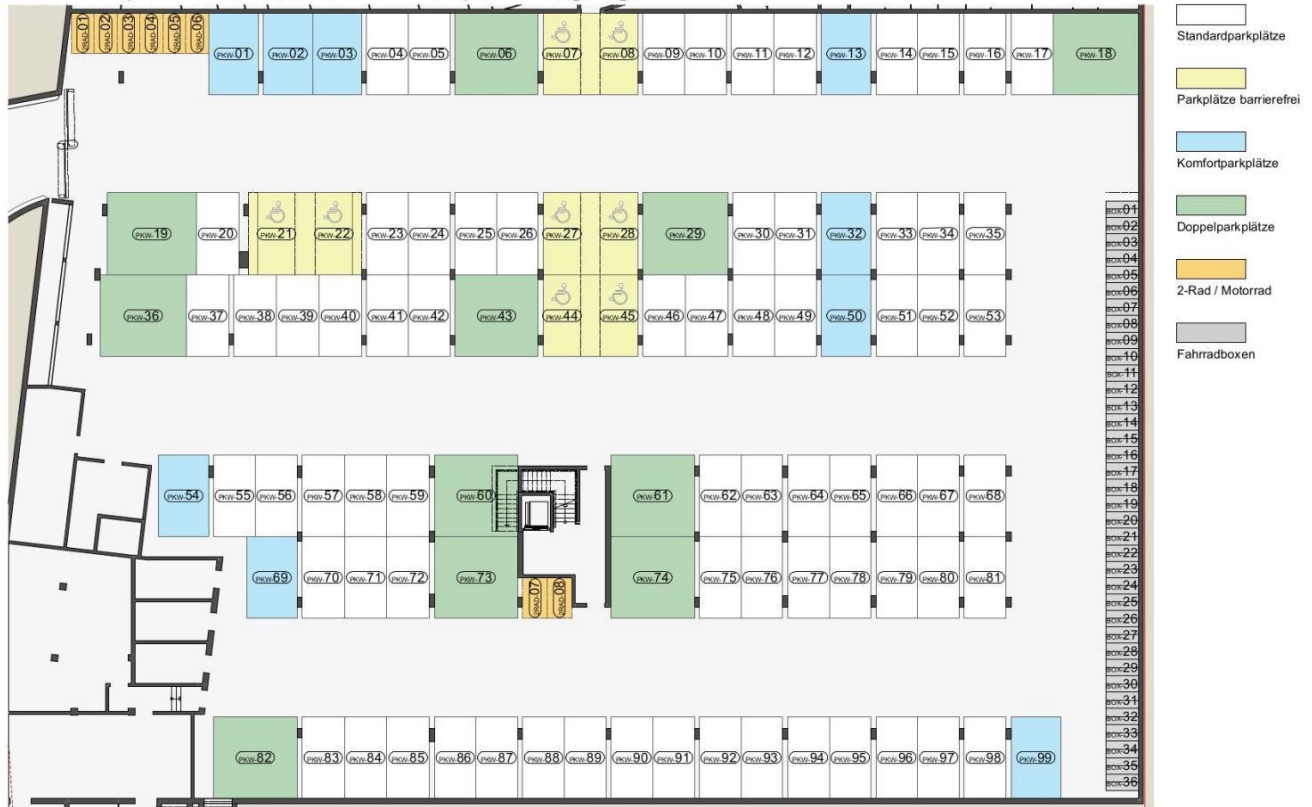 2RAD-01 2RAD-02 2RAD-03 2RAD-04 2RAD-05 2RAD-06
PKW-01 PKW-02 PKW-03 PKW-04 PKW-05 PKW-06 PKW-07 PKW-08 PKW-09 PKW-10 PKW-11 PKW-12 PKW-13 PKW-14 PKW-15 PKW-16 PKW-17 PKW-18
PKW-19 PKW-20 PKW-21 PKW-22 PKW-23 PKW-24 PKW-25 PKW-26 PKW-27 PKW-28 PKW-29 PKW-30 PKW-31 PKW-32 PKW-33 PKW-34 PKW-35
PKW-36 PKW-37 PKW-38 PKW-39 PKW-40 PKW-41 PKW-42 PKW-43 PKW-44 PKW-45 PKW-46 PKW-47 PKW-48 PKW-49 PKW-50 PKW-51 PKW-52 PKW-53
PKW-54 PKW-55 PKW-56 PKW-57 PKW-58 PKW-59 PKW-60 PKW-61 PKW-62 PKW-63 PKW-64 PKW-65 PKW-66 PKW-67 PKW-68
PKW-69 PKW-70 PKW-71 PKW-72 PKW-73 2RAD-07 2RAD-08 PKW-74 PKW-75 PKW-76 PKW-77 PKW-78 PKW-79 PKW-80 PKW-81
PKW-82 PKW-83 PKW-84 PKW-85 PKW-86 PKW-87 PKW-88 PKW-89 PKW-90 PKW-91 PKW-92 PKW-93 PKW-94 PKW-95 PKW-96 PKW-97 PKW-98 PKW-99
BOX-01
BOX-02
BOX-03
BOX-04
BOX-05
BOX-06
BOX-07
BOX-08
BOX-09
BOX-10
BOX-11
BOX-12
BOX-13
BOX-14
BOX-15
BOX-16
BOX-17
BOX-18
BOX-19
BOX-20
BOX-21
BOX-22
BOX-23
BOX-24
BOX-25
BOX-26
BOX-27
BOX-28
BOX-29
BOX-30
BOX-31
BOX-32
BOX-33
BOX-34
BOX-35
BOX-36
Standardparkplätze
Parkplätze barrierefrei
Komfortparkplätze
Doppelparkplätze
2-Rad / Motorrad
Fahrradboxen